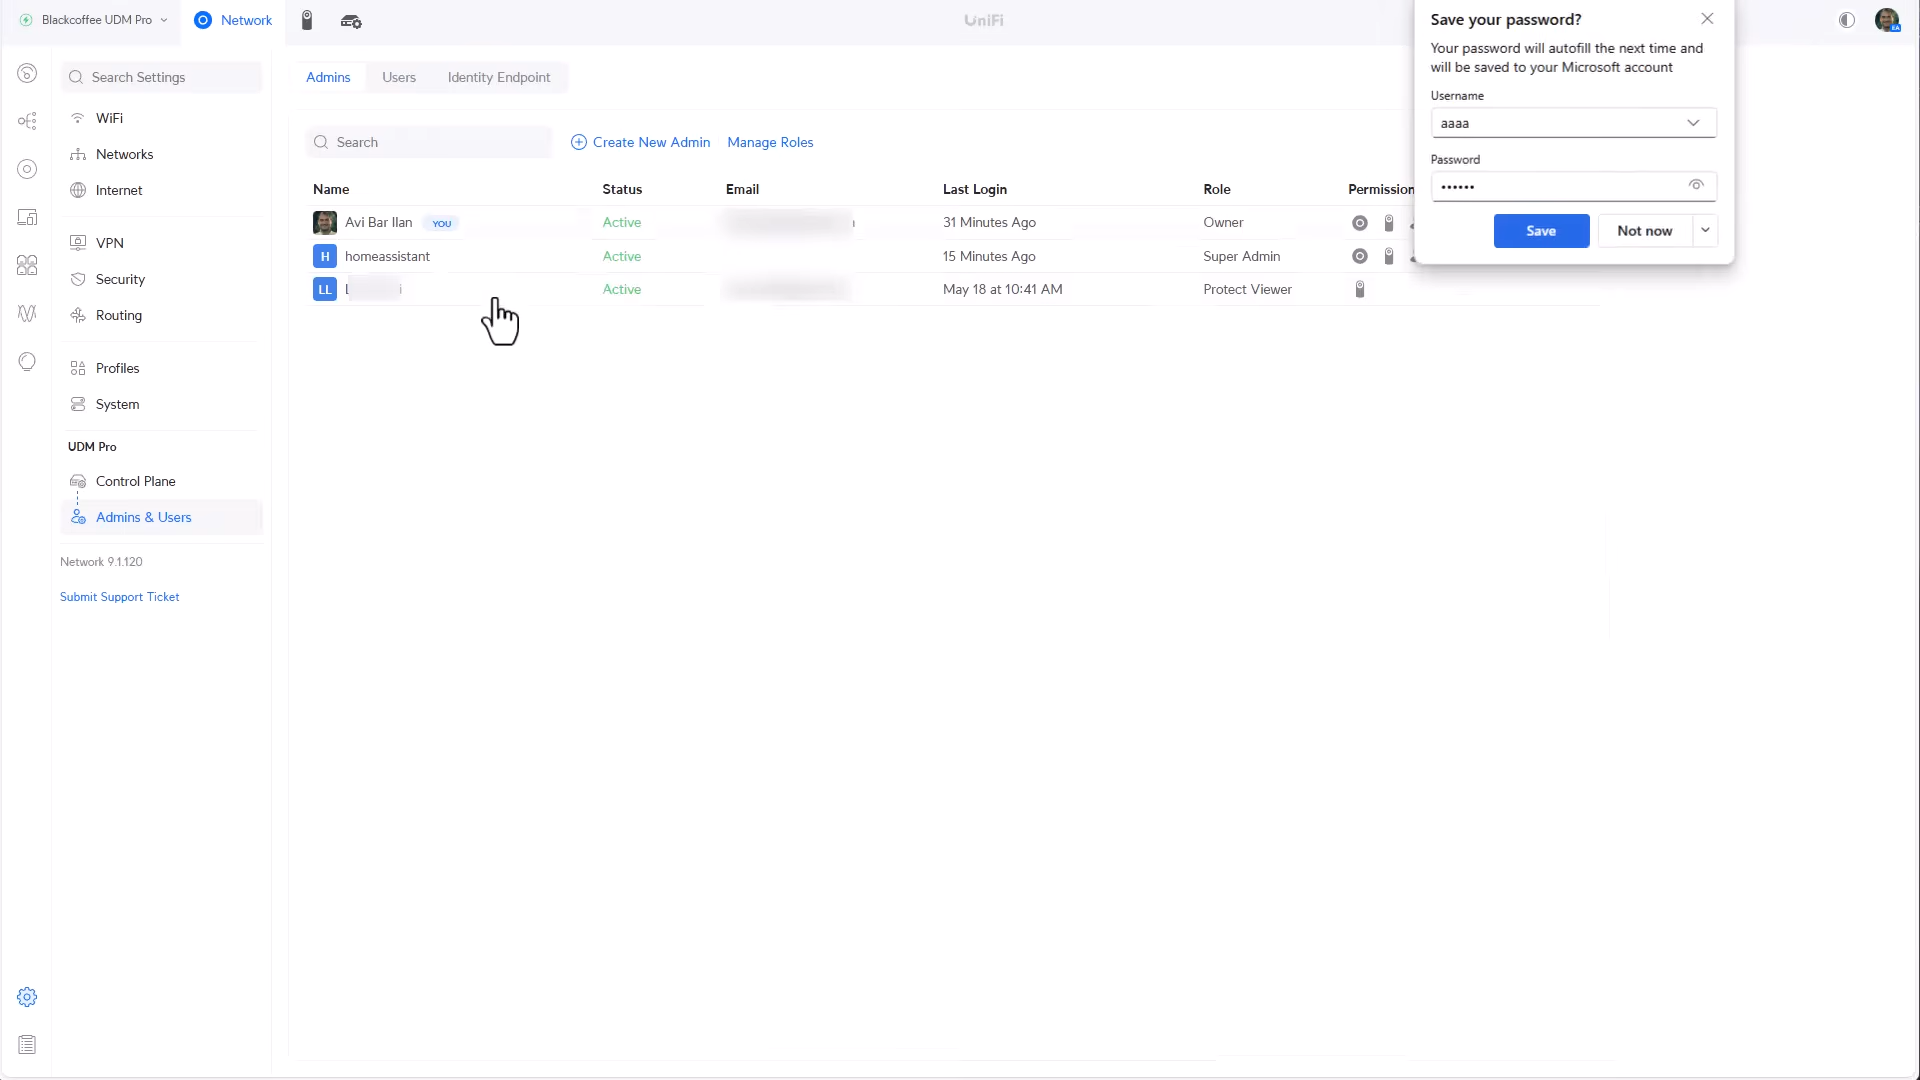 Blackcoffee UDM Pro
Network
UniFi
Search Settings
WiFi
Networks
Internet
VPN
Security
Routing
Profiles
System
UDM Pro
Control Plane
Admins & Users
Network 9.1.120
Submit Support Ticket
Admins Users Identity Endpoint
Search
Create New Admin
Manage Roles
Name Status Email Last Login Role Permission
Avi Bar Ilan YOU Active 31 Minutes Ago Owner
H homeassistant Active 15 Minutes Ago Super Admin
LL Active May 18 at 10:41 AM Protect Viewer
Save your password?
Your password will autofill the next time and
will be saved to your Microsoft account
Username
aaaa
Password
••••••
Save
Not now
EA